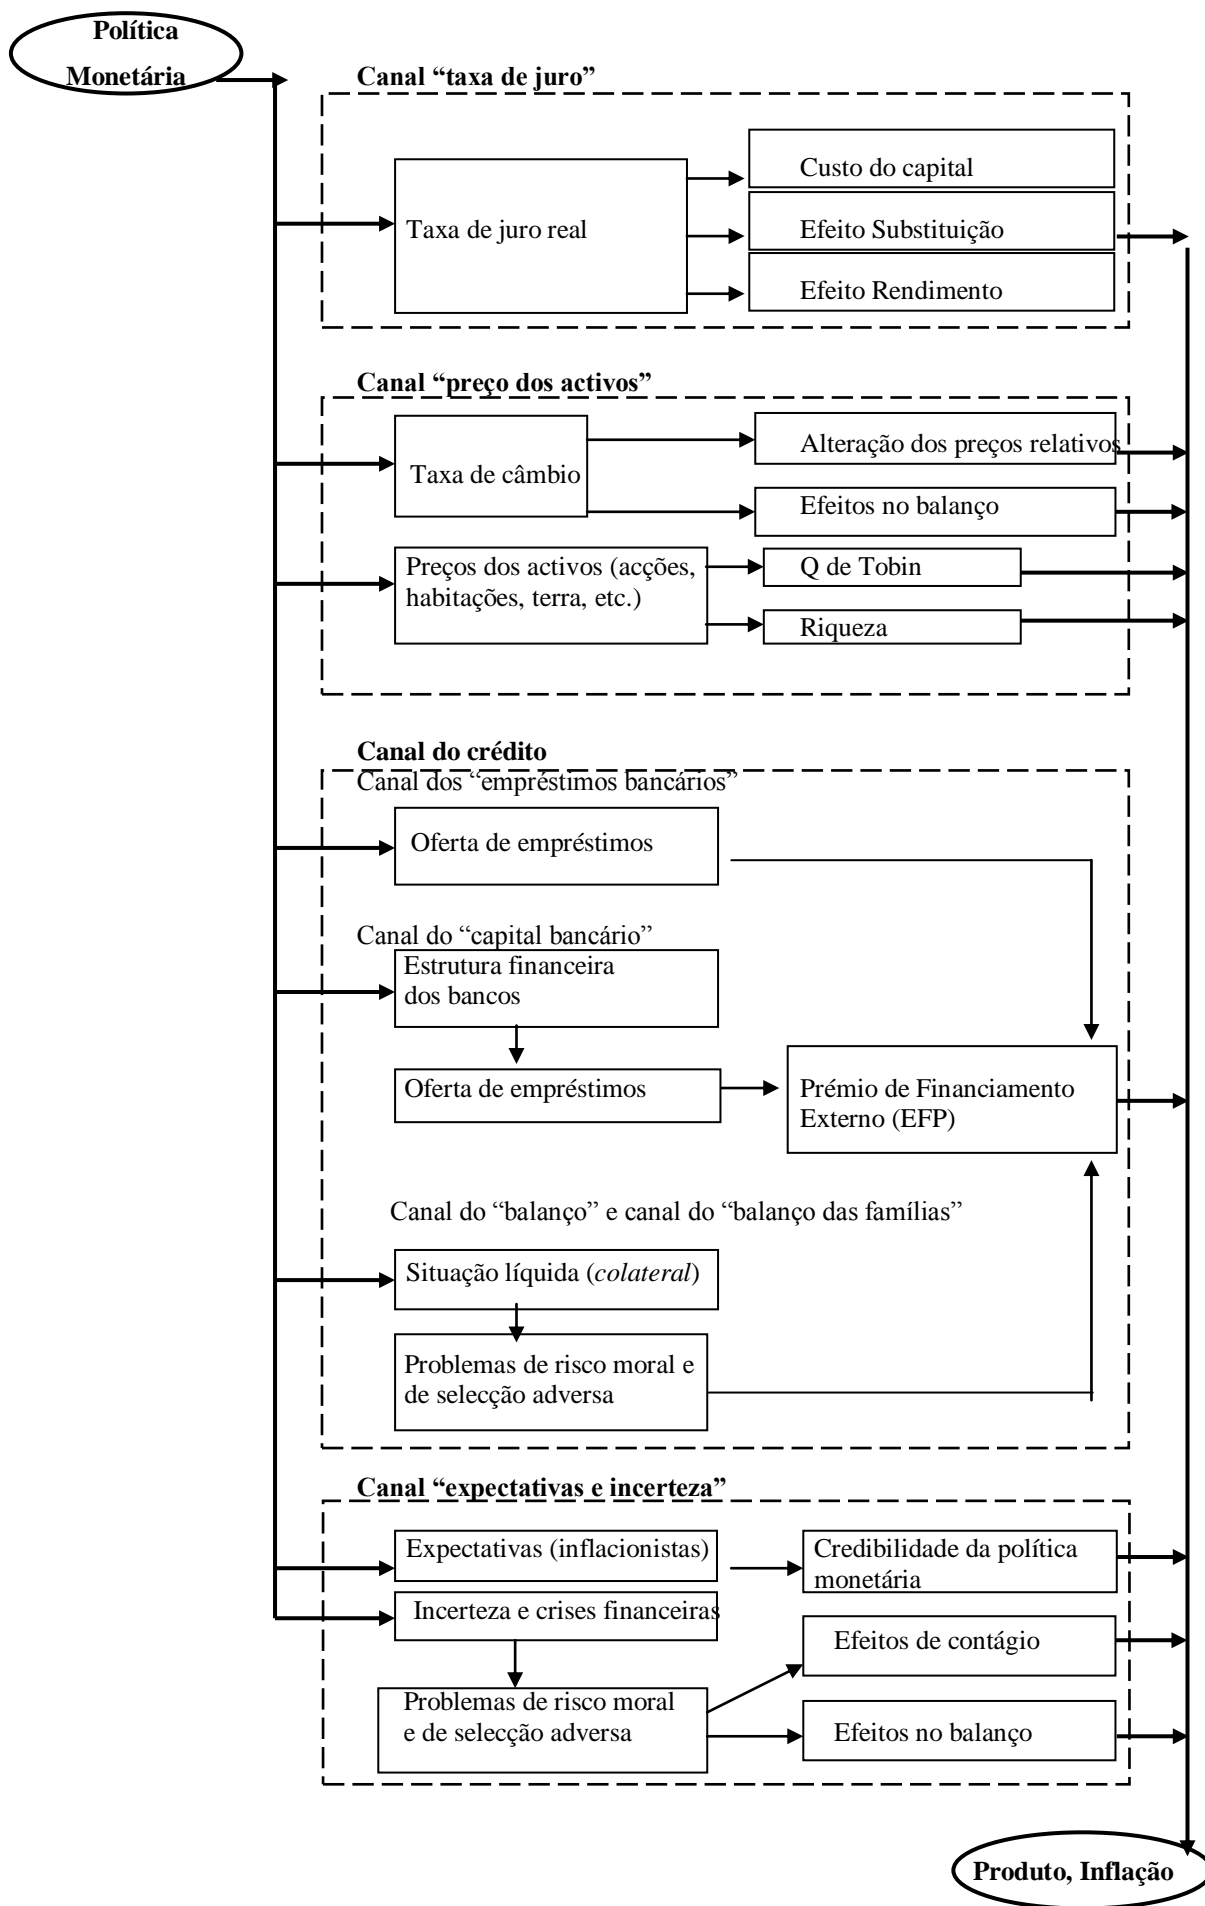 Política
Monetária
Canal “taxa de juro”
Taxa de juro real
Custo do capital
Efeito Substituição
Efeito Rendimento
Canal “preço dos activos”
Taxa de câmbio
Alteração dos preços relativos
Efeitos no balanço
Preços dos activos (acções,
habitações, terra, etc.)
Q de Tobin
Riqueza
Canal do crédito
Canal dos “empréstimos bancários”
Oferta de empréstimos
Canal do “capital bancário”
Estrutura financeira
dos bancos
Oferta de empréstimos
Prémio de Financiamento
Externo (EFP)
Canal do “balanço” e canal do “balanço das famílias”
Situação líquida (colateral)
Problemas de risco moral e
de selecção adversa
Canal “expectativas e incerteza”
Expectativas (inflacionistas)
Credibilidade da política
monetária
Incerteza e crises financeiras
Efeitos de contágio
Problemas de risco moral
e de selecção adversa
Efeitos no balanço
Produto, Inflação